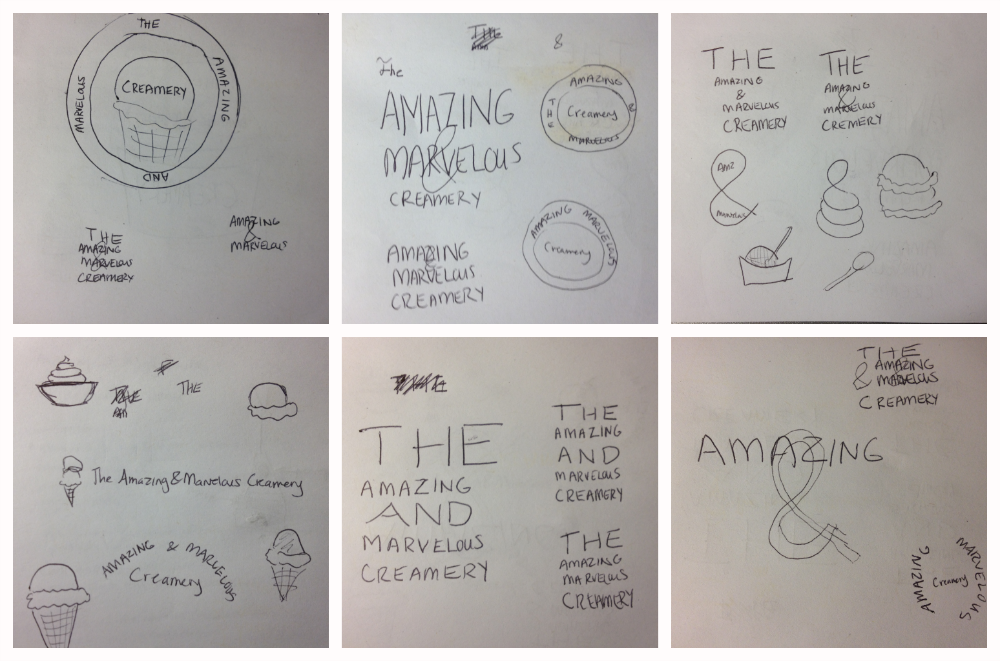 THE
AMAZING
AND
MARVELOUS
CREAMERY
THE
AMAZING
MARVELOUS
CREAMERY
AMAZING
&
MARVELOUS
THE
&
The
AMAZING
&
MARVELOUS
CREAMERY
AMAZING
&
MARVELOUS
THE
Creamery
AMAZING
&
MARVELOUS
CREAMERY
AMAZING MARVELOUS
Creamery
THE
AMAZING
&
MARVELOUS
CREAMERY
THE
AMAZING
&
MARVELOUS
CREMERY
AMZ
&
THE
The Amazing & Marvelous Creamery
AMAZING & MARVELOUS
Creamery
THE
AMAZING
AND
MARVELOUS
CREAMERY
THE
AMAZING
AND
MARVELOUS
CREAMERY
THE
AMAZING
MARVELOUS
CREAMERY
THE
AMAZING
& MARVELOUS
CREAMERY
AMAZING
&
AMAZING MARVELOUS
Creamery